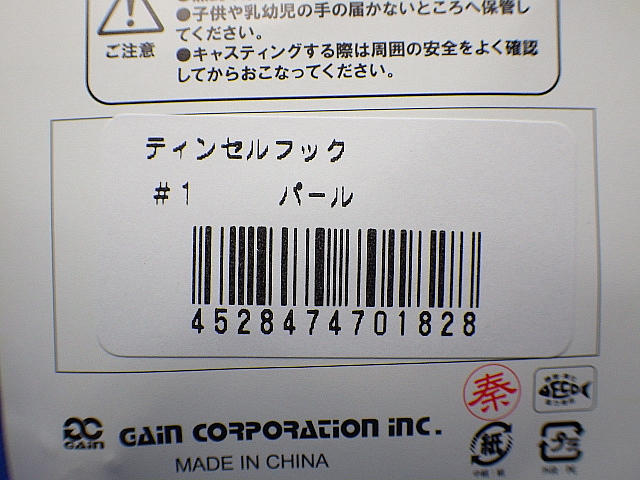 ●子供や乳幼児の手の届かないところへ保管し
てください。
ご注意
●キャスティングする際は周囲の安全をよく確認
してからおこなってください。
ティンセルフック
#1 パール
4528474701828
秦
ECO
GAIN
GAIN CORPORATION INC.
紙
MADE IN CHINA